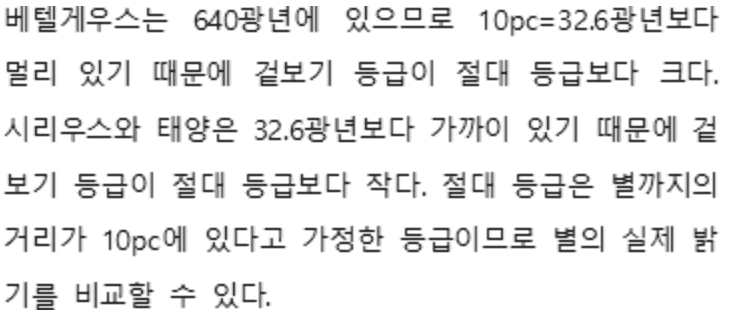 베텔게우스는 640광년에 있으므로 10pc=32.6광년보다
멀리 있기 때문에 겉보기 등급이 절대 등급보다 크다.
시리우스와 태양은 32.6광년보다 가까이 있기 때문에 겉
보기 등급이 절대 등급보다 작다. 절대 등급은 별까지의
거리가 10pc에 있다고 가정한 등급이므로 별의 실제 밝
기를 비교할 수 있다.